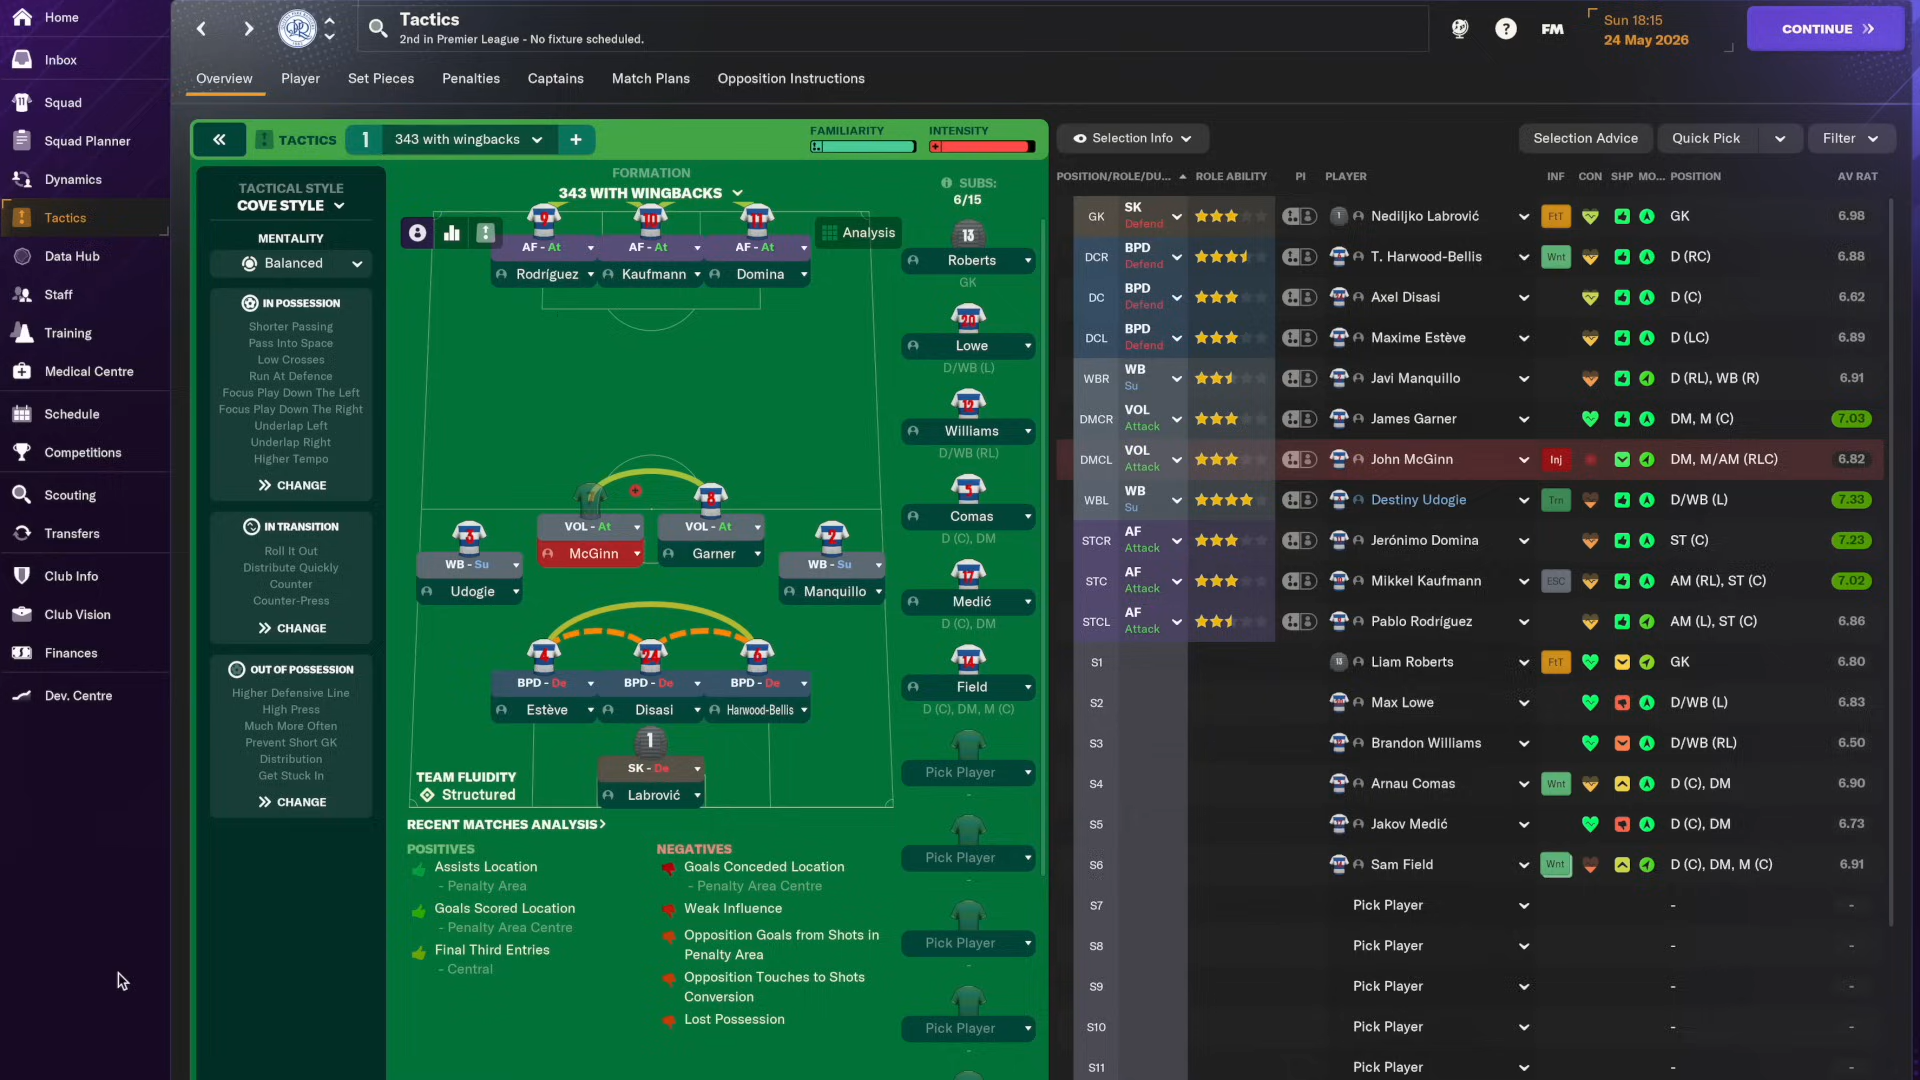 Home
Inbox
Squad
Squad Planner
Dynamics
Tactics
Data Hub
Staff
Training
Medical Centre
Schedule
Competitions
Scouting
Transfers
Club Info
Club Vision
Finances
Dev. Centre
Tactics
2nd in Premier League - No fixture scheduled.
FM
Sun 18:15
24 May 2026
CONTINUE
Overview Player Set Pieces Penalties Captains Match Plans Opposition Instructions
TACTICS 1 343 with wingbacks +
FAMILIARITY INTENSITY
TACTICAL STYLE
COVE STYLE
MENTALITY
Balanced
IN POSSESSION
Shorter Passing
Pass Into Space
Low Crosses
Run At Defence
Focus Play Down The Left
Focus Play Down The Right
Underlap Left
Underlap Right
Higher Tempo
CHANGE
IN TRANSITION
Roll It Out
Distribute Quickly
Counter
Counter-Press
CHANGE
OUT OF POSSESSION
Higher Defensive Line
High Press
Much More Often
Prevent Short GK
Distribution
Get Stuck In
CHANGE
FORMATION
343 WITH WINGBACKS
Analysis
9 10 11
AF - At AF - At AF - At
Rodríguez Kaufmann Domina
8
VOL - At VOL - At
McGinn Garner
3 2
WB - Su WB - Su
Udogie Manquillo
4 24 6
BPD - De BPD - De BPD - De
Estève Disasi Harwood-Bellis
1
SK - De
Labrović
TEAM FLUIDITY
Structured
RECENT MATCHES ANALYSIS>
POSITIVES
Assists Location
- Penalty Area
Goals Scored Location
- Penalty Area Centre
Final Third Entries
- Central
NEGATIVES
Goals Conceded Location
- Penalty Area Centre
Weak Influence
Opposition Goals from Shots in
Penalty Area
Opposition Touches to Shots
Conversion
Lost Possession
SUBS:
6/15
13
Roberts
GK
20
Lowe
D/WB (L)
12
Williams
D/WB (RL)
5
Comas
D (C), DM
17
Medić
D (C), DM
14
Field
D (C), DM, M (C)
Pick Player
-
Pick Player
-
Pick Player
-
Pick Player
-
Selection Info Selection Advice Quick Pick Filter
POSITION/ROLE/DU... ROLE ABILITY PI PLAYER INF CON SHP MO... POSITION AV RAT
GK SK Defend 1 Nediljko Labrović FtT GK 6.98
DCR BPD Defend T. Harwood-Bellis Wnt D (RC) 6.88
DC BPD Defend Axel Disasi D (C) 6.62
DCL BPD Defend Maxime Estève D (LC) 6.89
WBR WB Su Javi Manquillo D (RL), WB (R) 6.91
DMCR VOL Attack James Garner DM, M (C) 7.03
DMCL VOL Attack John McGinn Inj DM, M/AM (RLC) 6.82
WBL WB Su Destiny Udogie Trn D/WB (L) 7.33
STCR AF Attack Jerónimo Domina ST (C) 7.23
STC AF Attack Mikkel Kaufmann ESC AM (RL), ST (C) 7.02
STCL AF Attack Pablo Rodríguez AM (L), ST (C) 6.86
S1 13 Liam Roberts FtT GK 6.80
S2 Max Lowe D/WB (L) 6.83
S3 Brandon Williams D/WB (RL) 6.50
S4 Arnau Comas Wnt D (C), DM 6.90
S5 Jakov Medić D (C), DM 6.73
S6 Sam Field Wnt D (C), DM, M (C) 6.91
S7 Pick Player - -
S8 Pick Player - -
S9 Pick Player - -
S10 Pick Player - -
S11 Pick Player - -